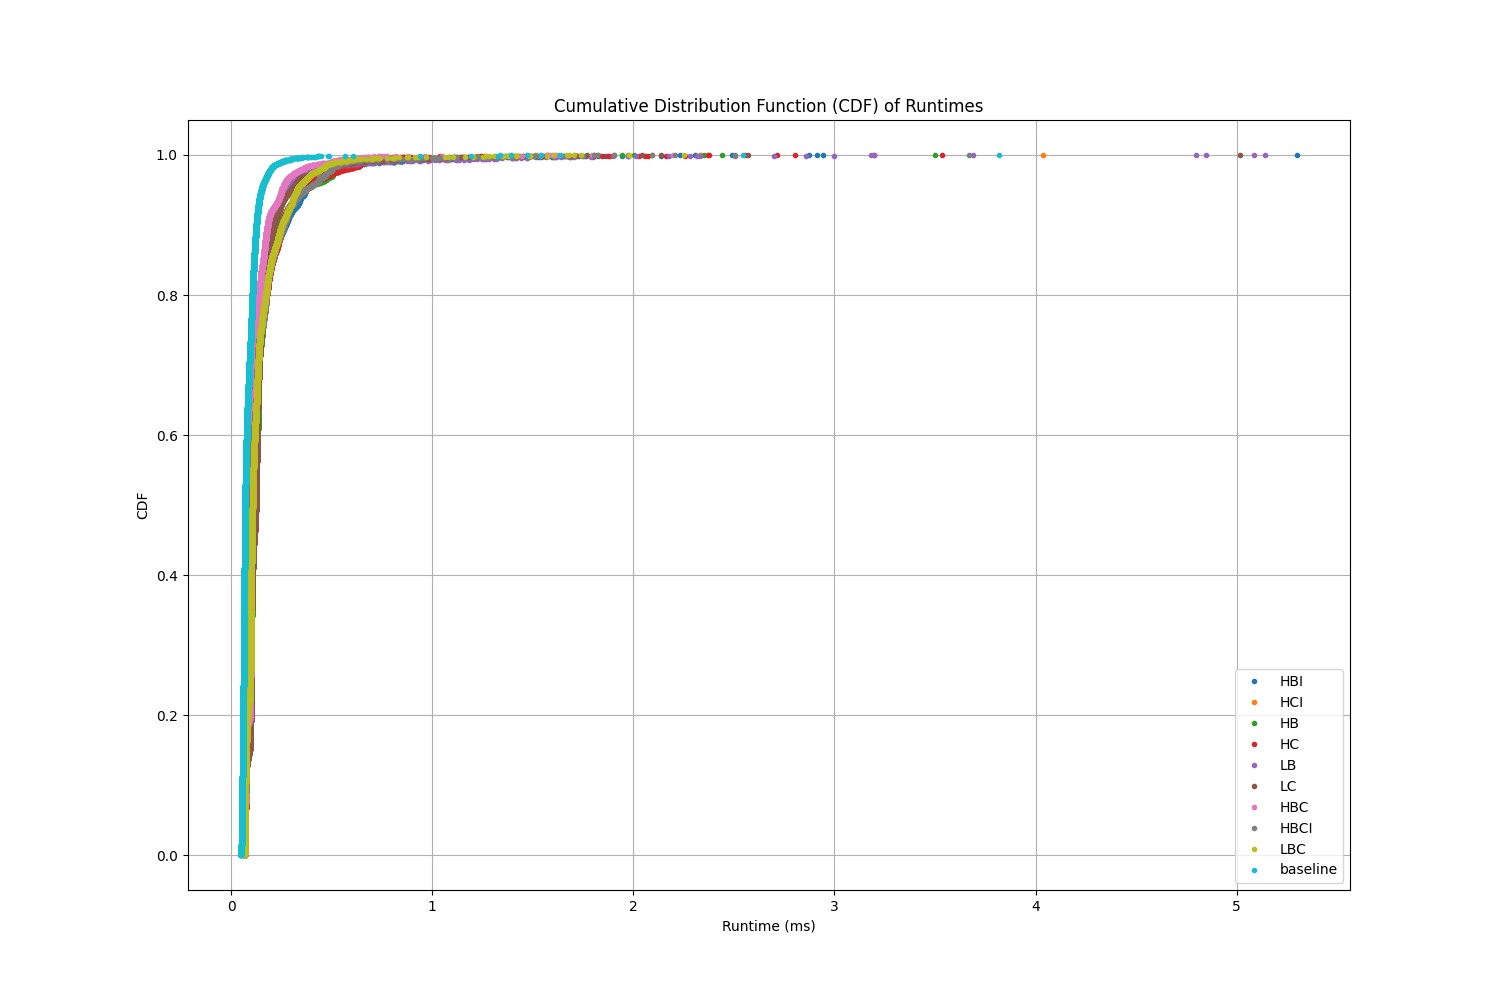 Cumulative Distribution Function (CDF) of Runtimes
1.0
0.8
0.6
0.4
0.2
0.0
CDF
0 1 2 3 4 5
Runtime (ms)
HBI
HCI
HB
HC
LB
LC
HBC
HBCI
LBC
baseline